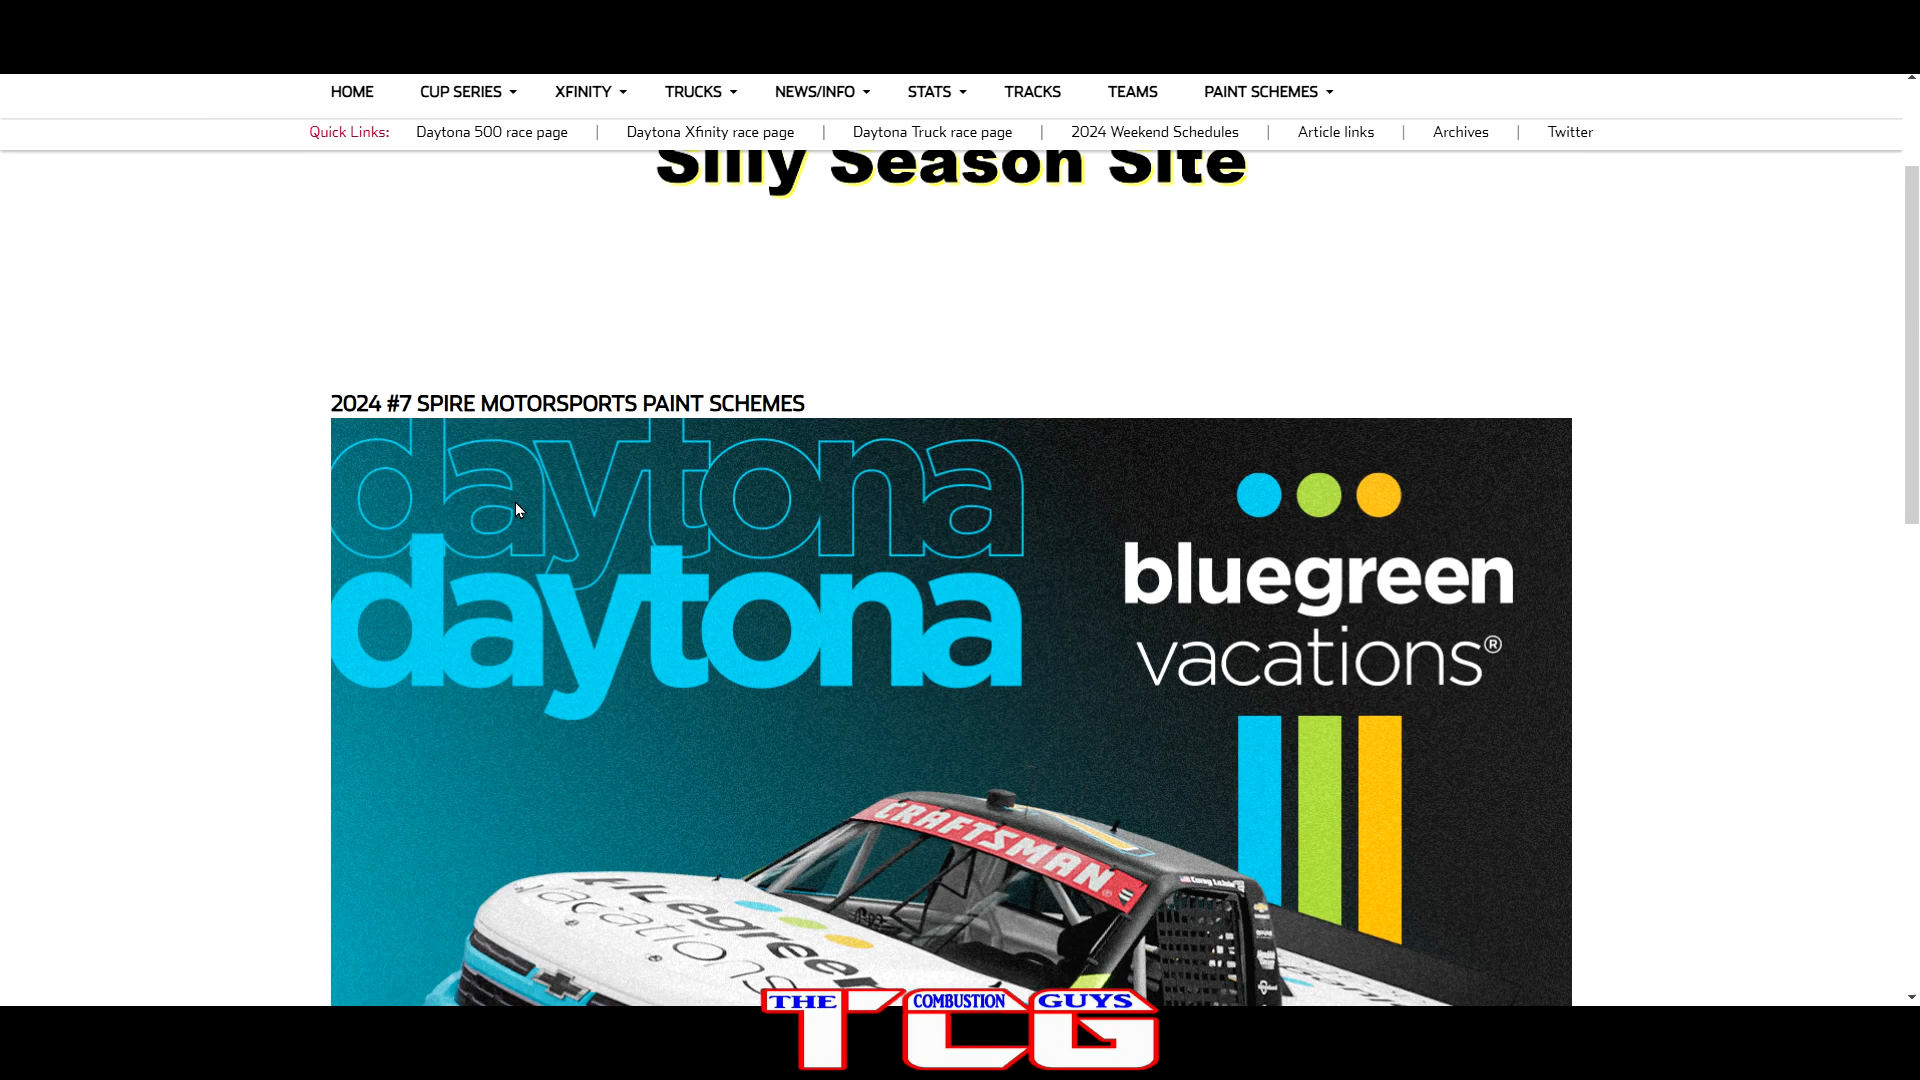 HOME CUP SERIES XFINITY TRUCKS NEWS/INFO STATS TRACKS TEAMS PAINT SCHEMES
Quick Links: Daytona 500 race page | Daytona Xfinity race page | Daytona Truck race page | 2024 Weekend Schedules | Article links | Archives | Twitter
Silly Season Site
2024 #7 SPIRE MOTORSPORTS PAINT SCHEMES
daytona
daytona
bluegreen
vacations®
CRAFTSMAN
bluegreen
vacations
Corey LaJoie
THE COMBUSTION GUYS
TCG